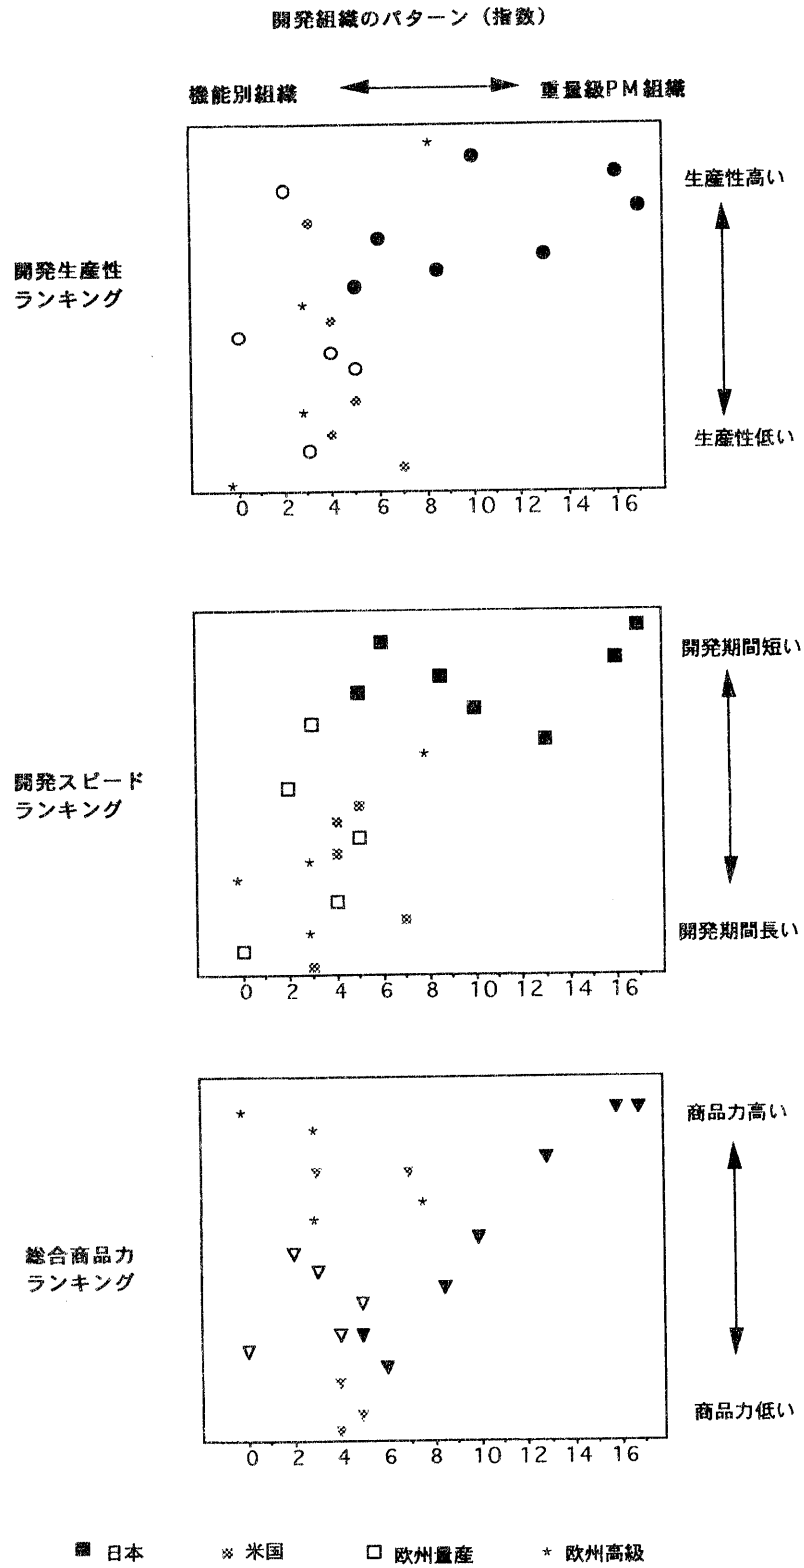 開発組織のパターン（指数）
機能別組織
重量級PM組織
生産性高い
開発生産性
ランキング
生産性低い
0 2 4 6 8 10 12 14 16
開発期間短い
開発スピード
ランキング
開発期間長い
0 2 4 6 8 10 12 14 16
商品力高い
総合商品力
ランキング
商品力低い
0 2 4 6 8 10 12 14 16
日本 米国 欧州量産 欧州高級